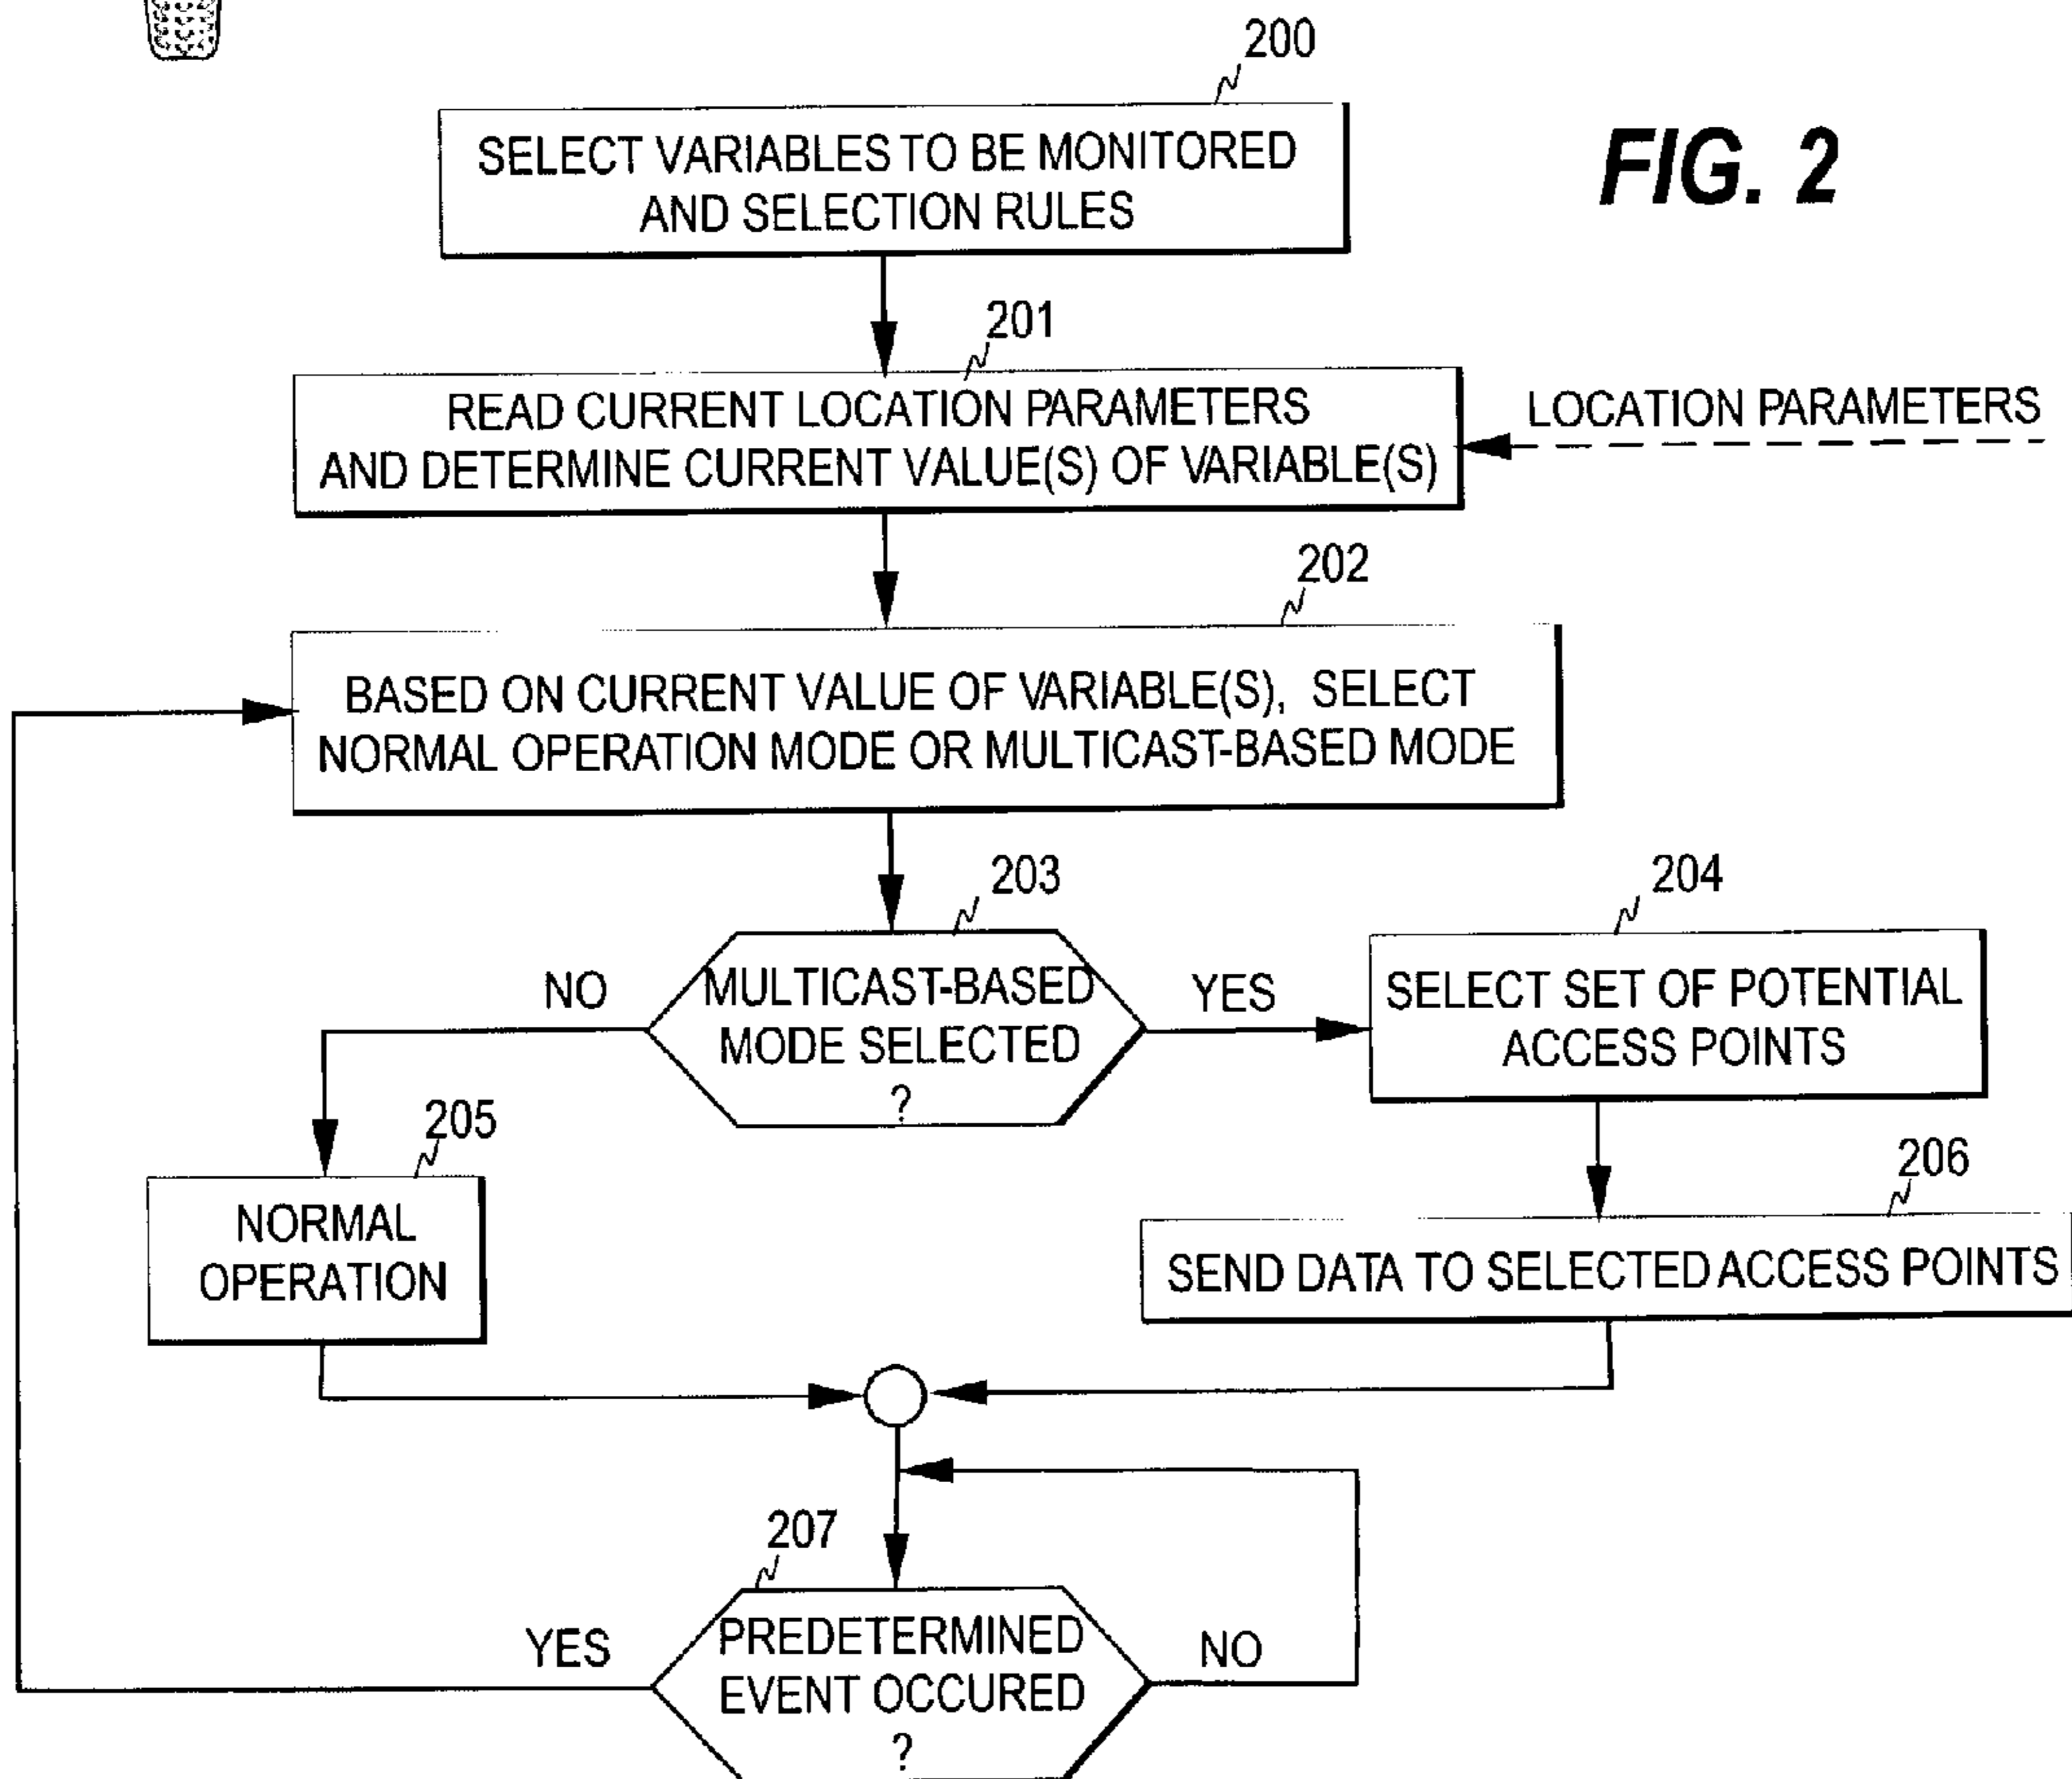 200
FIG. 2
SELECT VARIABLES TO BE MONITORED
AND SELECTION RULES
201
READ CURRENT LOCATION PARAMETERS
AND DETERMINE CURRENT VALUE(S) OF VARIABLE(S)
LOCATION PARAMETERS
202
BASED ON CURRENT VALUE OF VARIABLE(S), SELECT
NORMAL OPERATION MODE OR MULTICAST-BASED MODE
203
204
NO
MULTICAST-BASED
MODE SELECTED
?
YES
SELECT SET OF POTENTIAL
ACCESS POINTS
205
206
NORMAL
OPERATION
SEND DATA TO SELECTED ACCESS POINTS
207
YES
PREDETERMINED
EVENT OCCURED
?
NO